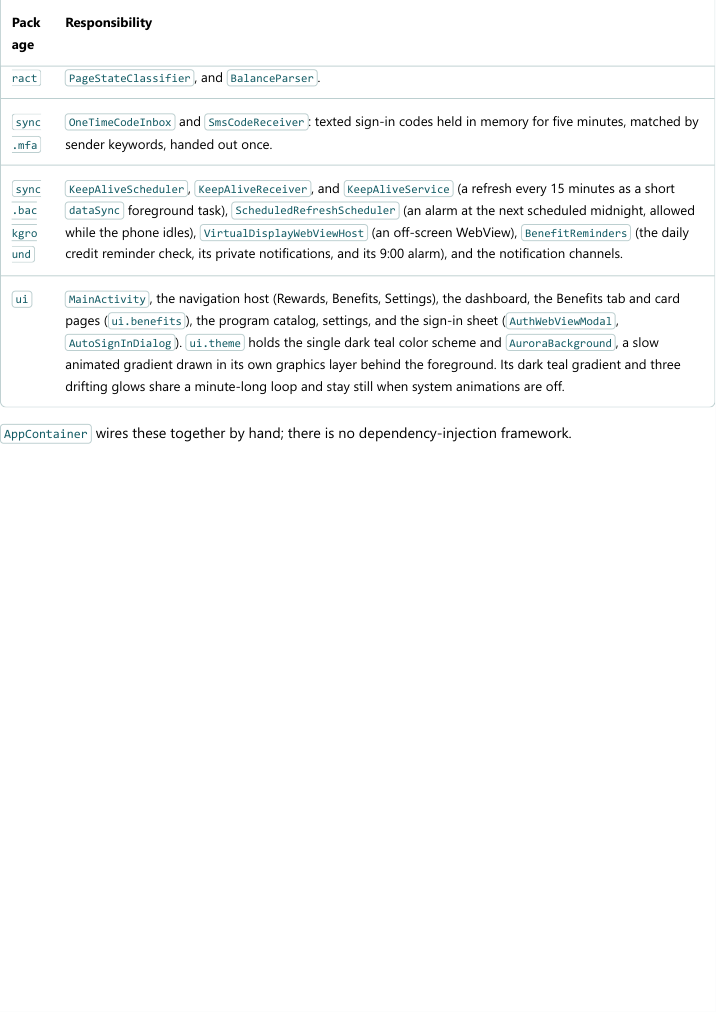 Pack
age
Responsibility
ract
PageStateClassifier, and BalanceParser.
sync
.mfa
OneTimeCodeInbox and SmsCodeReceiver: texted sign-in codes held in memory for five minutes, matched by
sender keywords, handed out once.
sync
.bac
kgro
und
KeepAliveScheduler, KeepAliveReceiver, and KeepAliveService (a refresh every 15 minutes as a short
dataSync foreground task), ScheduledRefreshScheduler (an alarm at the next scheduled midnight, allowed
while the phone idles), VirtualDisplayWebViewHost (an off-screen WebView), BenefitReminders (the daily
credit reminder check, its private notifications, and its 9:00 alarm), and the notification channels.
ui
MainActivity, the navigation host (Rewards, Benefits, Settings), the dashboard, the Benefits tab and card
pages (ui.benefits), the program catalog, settings, and the sign-in sheet (AuthWebViewModal,
AutoSignInDialog). ui.theme holds the single dark teal color scheme and AuroraBackground, a slow
animated gradient drawn in its own graphics layer behind the foreground. Its dark teal gradient and three
drifting glows share a minute-long loop and stay still when system animations are off.
AppContainer wires these together by hand; there is no dependency-injection framework.